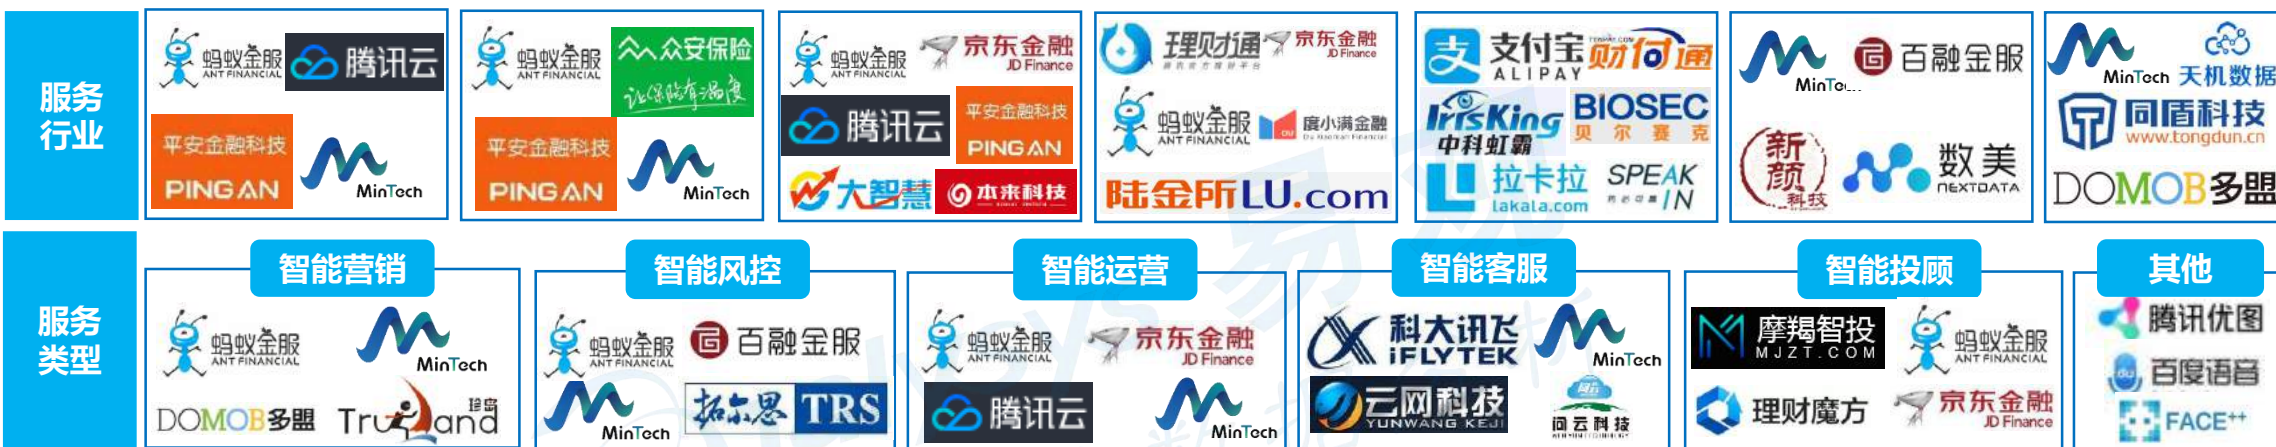 服务
行业
蚂蚁金服
ANT FINANCIAL
腾讯云
平安金融科技
PINGAN
MinTech
蚂蚁金服
ANT FINANCIAL
众安保险
让保险有温度
平安金融科技
PINGAN
MinTech
蚂蚁金服
ANT FINANCIAL
京东金融
JD Finance
腾讯云
平安金融科技
PINGAN
大智慧
本来科技
理财通
京东金融
JD Finance
蚂蚁金服
ANT FINANCIAL
度小满金融
Du Xiaoman Financial
陆金所LU.com
支付宝
ALIPAY
财付通
IrisKing
中科虹霸
BIOSEC
贝尔赛克
拉卡拉
lakala.com
SPEAK
IN
MinTech
百融金服
新颜
科技
数美
NEXTDATA
MinTech
天机数据
同盾科技
www.tongdun.cn
DOMOB多盟
服务
类型
智能营销
蚂蚁金服
ANT FINANCIAL
MinTech
DOMOB多盟
Trueland
珍岛
智能风控
蚂蚁金服
ANT FINANCIAL
百融金服
MinTech
拓尔思 TRS
智能运营
蚂蚁金服
ANT FINANCIAL
京东金融
JD Finance
腾讯云
MinTech
智能客服
科大讯飞
iFLYTEK
MinTech
云网科技
YUNWANG KEJI
问云科技
智能投顾
摩羯智投
MJZT.COM
蚂蚁金服
ANT FINANCIAL
理财魔方
京东金融
JD Finance
其他
腾讯优图
百度语音
FACE++
易观